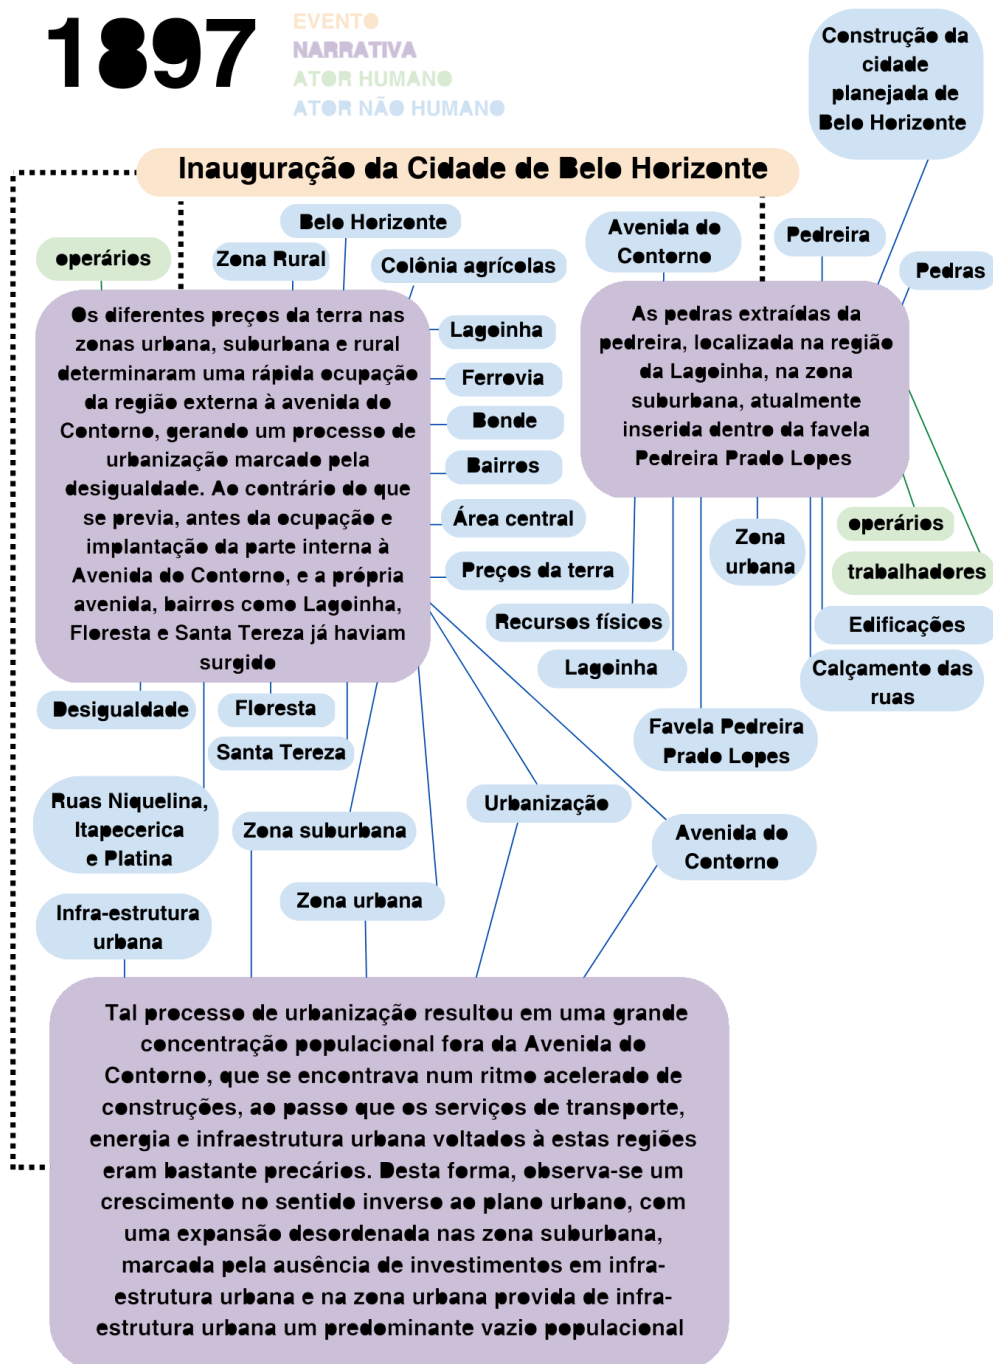 1897
EVENTO
NARRATIVA
ATOR HUMANO
ATOR NÃO HUMANO
Construção da
cidade
planejada de
Belo Horizonte
Inauguração da Cidade de Belo Horizonte
Belo Horizonte
operários
Zona Rural
Colônia agrícolas
Avenida do
Contorno
Pedreira
Pedras
Os diferentes preços da terra nas
zonas urbana, suburbana e rural
determinaram uma rápida ocupação
da região externa à avenida do
Contorno, gerando um processo de
urbanização marcado pela
desigualdade. Ao contrário do que
se previa, antes da ocupação e
implantação da parte interna à
Avenida do Contorno, e a própria
avenida, bairros como Lagoinha,
Floresta e Santa Tereza já haviam
surgido
Lagoinha
Ferrovia
Bonde
Bairros
Área central
Preços da terra
As pedras extraídas da
pedreira, localizada na região
da Lagoinha, na zona
suburbana, atualmente
inserida dentro da favela
Pedreira Prado Lopes
operários
trabalhadores
Zona
urbana
Recursos físicos
Lagoinha
Edificações
Calçamento das
ruas
Favela Pedreira
Prado Lopes
Desigualdade
Floresta
Santa Tereza
Ruas Niquelina,
Itapecerica
e Platina
Zona suburbana
Urbanização
Avenida do
Contorno
Zona urbana
Infra-estrutura
urbana
Tal processo de urbanização resultou em uma grande
concentração populacional fora da Avenida do
Contorno, que se encontrava num ritmo acelerado de
construções, ao passo que os serviços de transporte,
energia e infraestrutura urbana voltados à estas regiões
eram bastante precários. Desta forma, observa-se um
crescimento no sentido inverso ao plano urbano, com
uma expansão desordenada nas zona suburbana,
marcada pela ausência de investimentos em infra-
estrutura urbana e na zona urbana provida de infra-
estrutura urbana um predominante vazio populacional